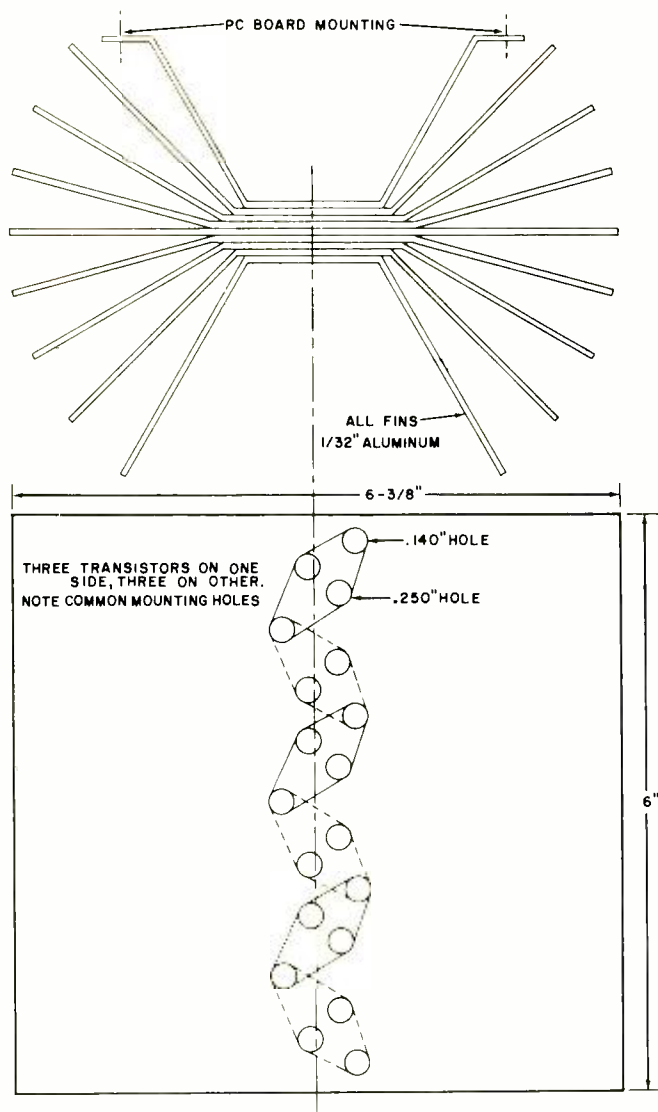 PC BOARD MOUNTING
ALL FINS
1/32" ALUMINUM
6-3/8"
THREE TRANSISTORS ON ONE
SIDE, THREE ON OTHER.
NOTE COMMON MOUNTING HOLES
.140" HOLE
.250" HOLE
6"